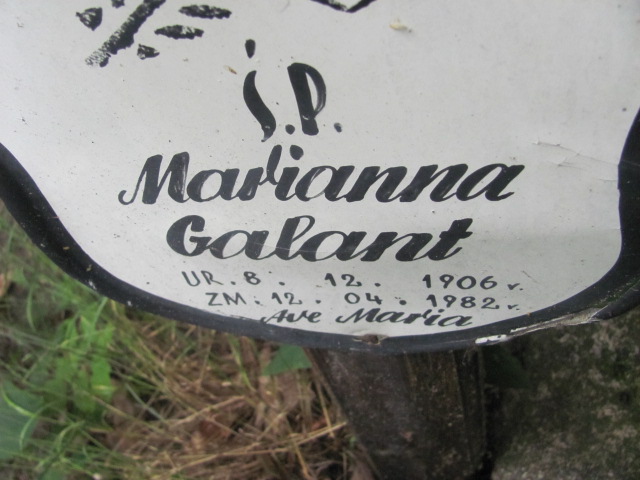 Ś.P.
Marianna
Galant
UR. 8. 12. 1906 r.
ZM. 12. 04. 1982 r.
Ave Maria